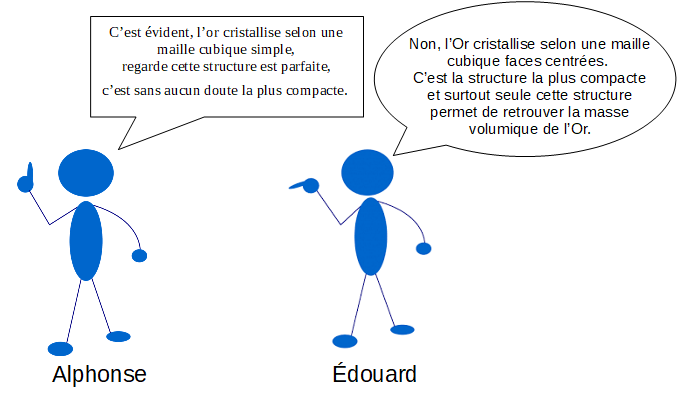 C'est évident, l'or cristallise selon une
maille cubique simple,
regarde cette structure est parfaite,
c'est sans aucun doute la plus compacte.
Non, l'Or cristallise selon une maille
cubique faces centrées.
C'est la structure la plus compacte
et surtout seule cette structure
permet de retrouver la masse
volumique de l'Or.
Alphonse
Édouard